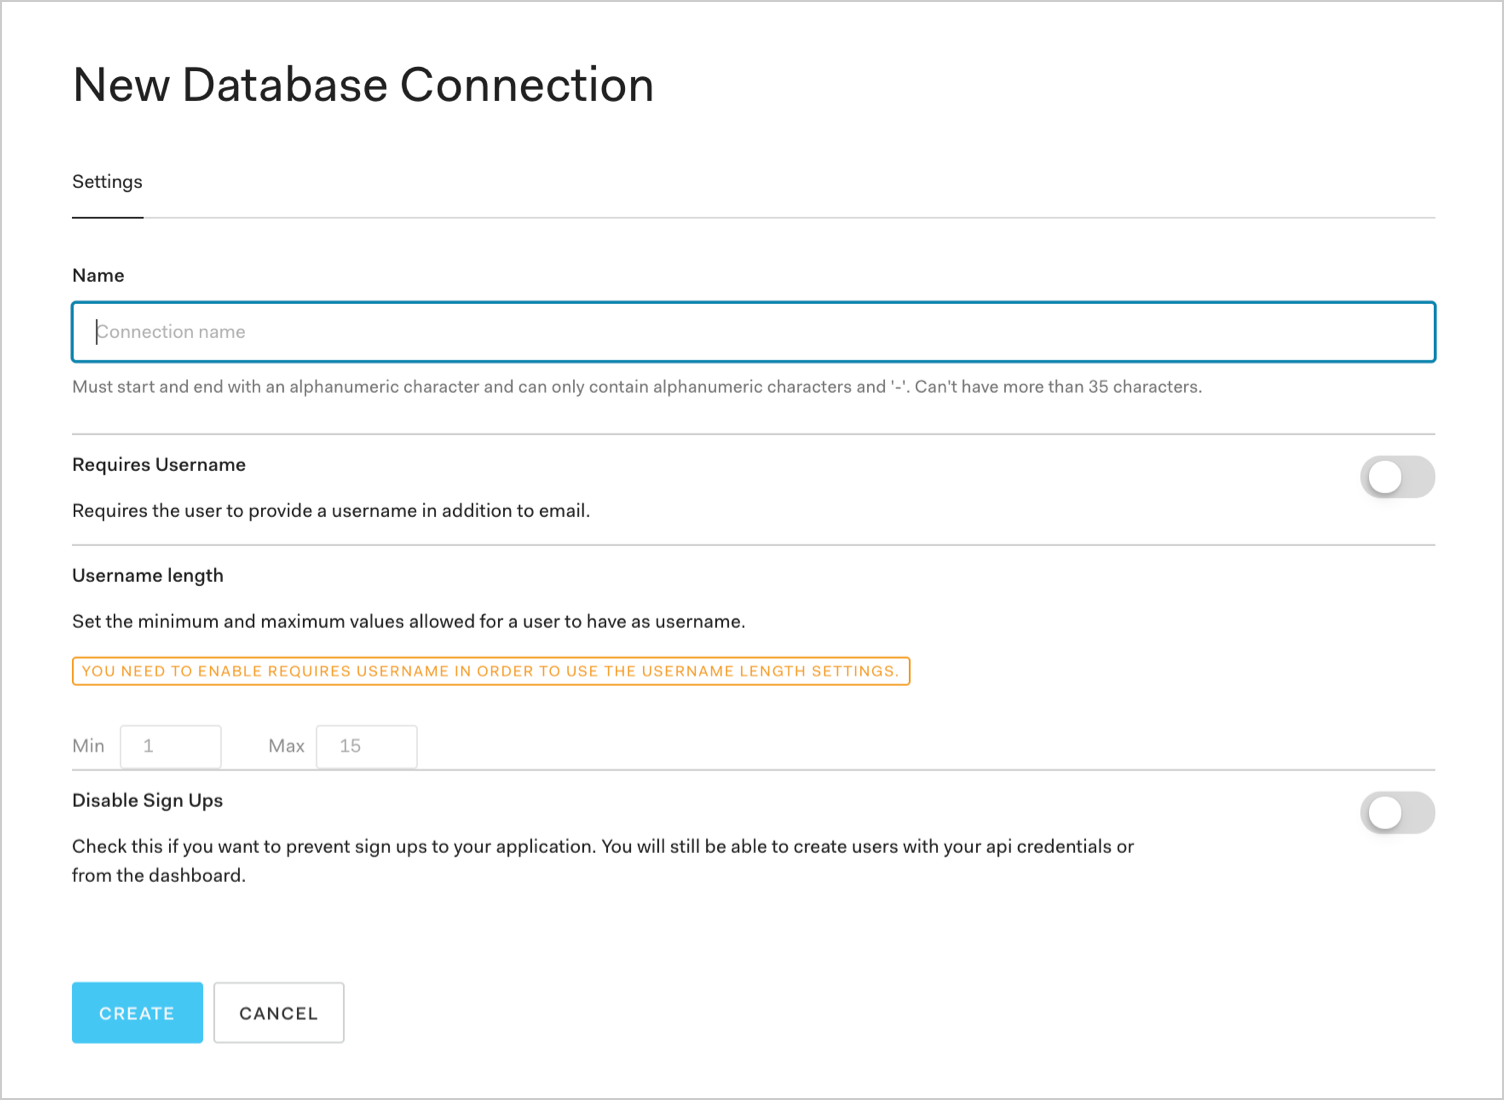 New Database Connection
Settings
Name
Connection name
Must start and end with an alphanumeric character and can only contain alphanumeric characters and '-'. Can't have more than 35 characters.
Requires Username
Requires the user to provide a username in addition to email.
Username length
Set the minimum and maximum values allowed for a user to have as username.
YOU NEED TO ENABLE REQUIRES USERNAME IN ORDER TO USE THE USERNAME LENGTH SETTINGS.
Min 1 Max 15
Disable Sign Ups
Check this if you want to prevent sign ups to your application. You will still be able to create users with your api credentials or
from the dashboard.
CREATE CANCEL